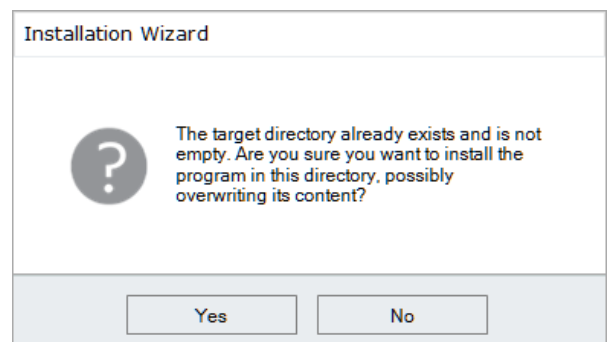 Installation Wizard
The target directory already exists and is not
empty. Are you sure you want to install the
program in this directory, possibly
overwriting its content?
Yes
No